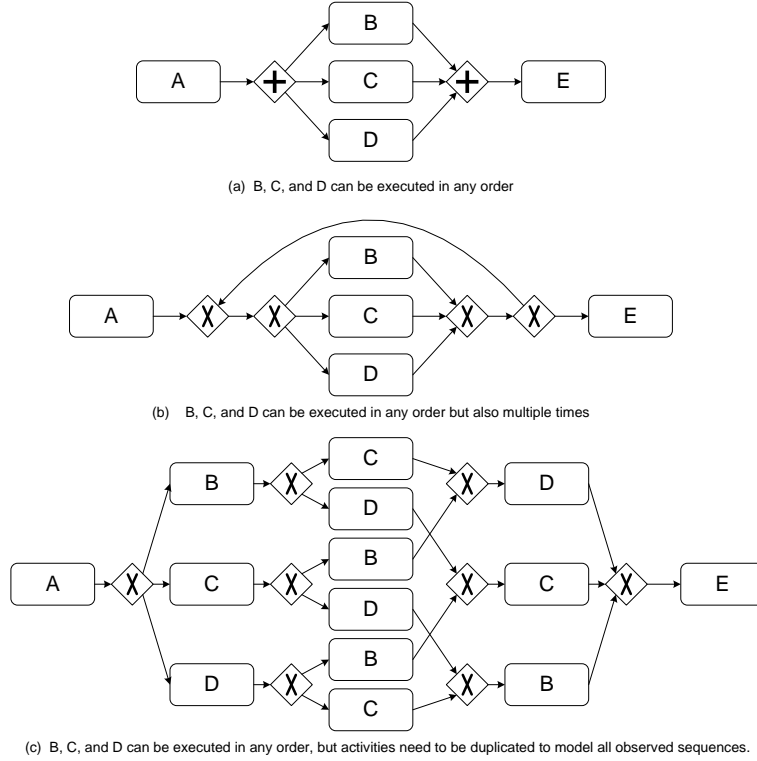 B
A
C
E
D
(a) B, C, and D can be executed in any order
B
A
X
X
C
X
X
E
D
(b) B, C, and D can be executed in any order but also multiple times
C
B
X
X
D
D
B
A
X
C
X
X
C
X
E
D
B
D
X
X
B
C
(c) B, C, and D can be executed in any order, but activities need to be duplicated to model all observed sequences.